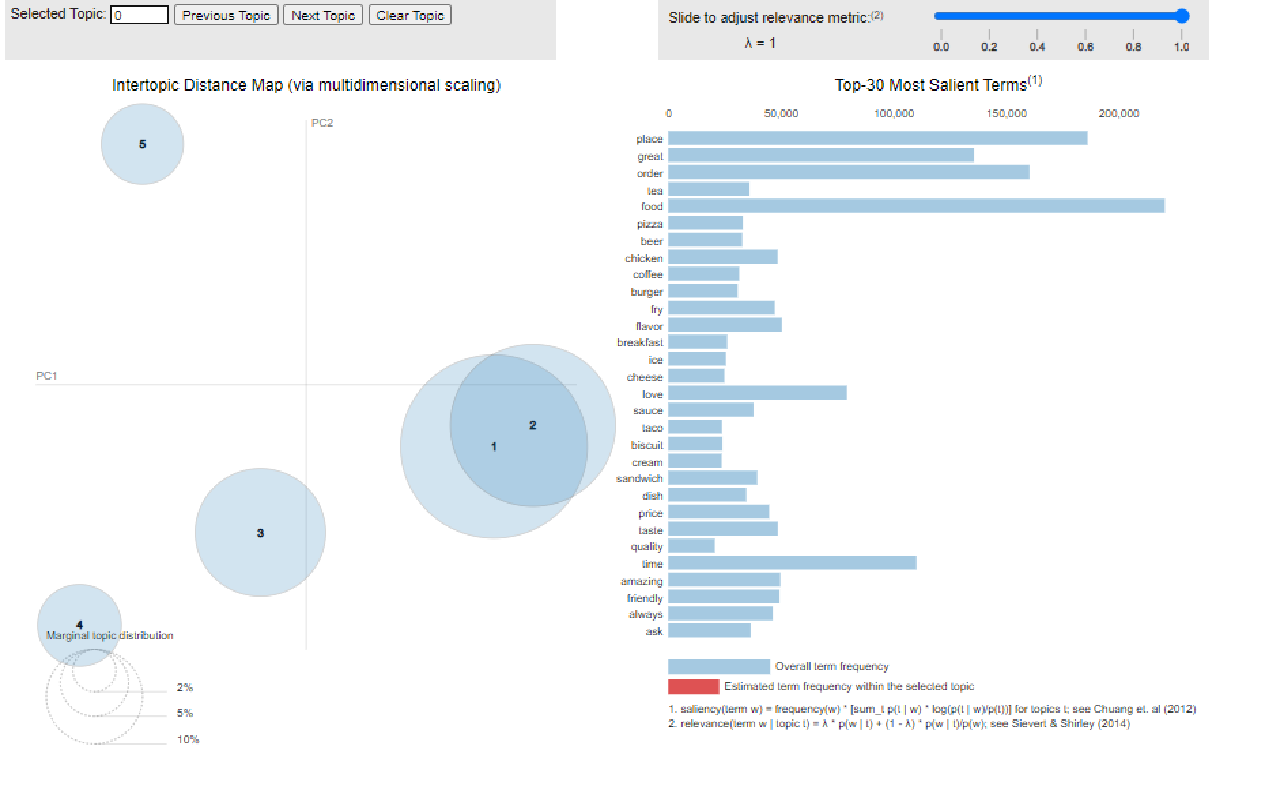 Selected Topic: 0 Previous Topic Next Topic Clear Topic
Slide to adjust relevance metric:(2)
λ = 1
0.0 0.2 0.4 0.6 0.8 1.0
Intertopic Distance Map (via multidimensional scaling)
PC2
PC1
5
2
1
3
4
Marginal topic distribution
2%
5%
10%
Top-30 Most Salient Terms(1)
0 50,000 100,000 150,000 200,000
place
great
order
tea
food
pizza
beer
chicken
coffee
burger
fry
flavor
breakfast
ice
cheese
love
sauce
taco
biscuit
cream
sandwich
dish
price
taste
quality
time
amazing
friendly
always
ask
Overall term frequency
Estimated term frequency within the selected topic
1. saliency(term w) = frequency(w) * [sum_t p(t | w) * log(p(t | w)/p(t))] for topics t; see Chuang et. al (2012)
2. relevance(term w | topic t) = λ * p(w | t) + (1 - λ) * p(w | t)/p(w); see Sievert & Shirley (2014)